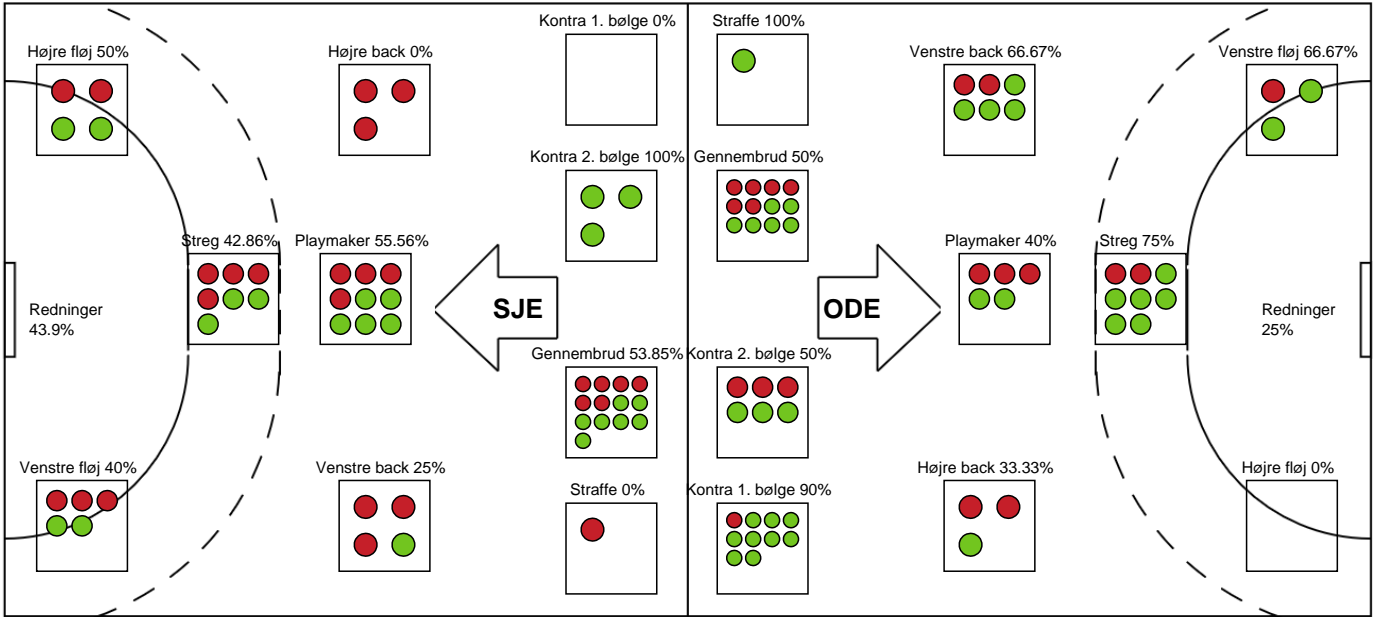 Kontra 1. bølge 0%
Straffe 100%
Højre fløj 50%
Højre back 0%
Venstre back 66.67%
Venstre fløj 66.67%
Kontra 2. bølge 100%
Gennembrud 50%
Streg 42.86%
Playmaker 55.56%
Playmaker 40%
Streg 75%
SJE
ODE
Redninger
43.9%
Redninger
25%
Gennembrud 53.85%
Kontra 2. bølge 50%
Venstre fløj 40%
Venstre back 25%
Højre back 33.33%
Højre fløj 0%
Straffe 0%
Kontra 1. bølge 90%